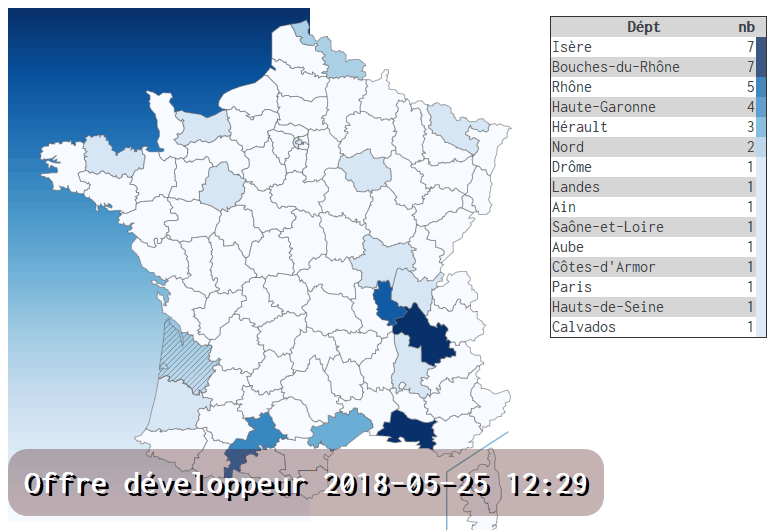 Dépt nb
Isère 7
Bouches-du-Rhône 7
Rhône 5
Haute-Garonne 4
Hérault 3
Nord 2
Drôme 1
Landes 1
Ain 1
Saône-et-Loire 1
Aube 1
Côtes-d'Armor 1
Paris 1
Hauts-de-Seine 1
Calvados 1
Offre développeur 2018-05-25 12:29